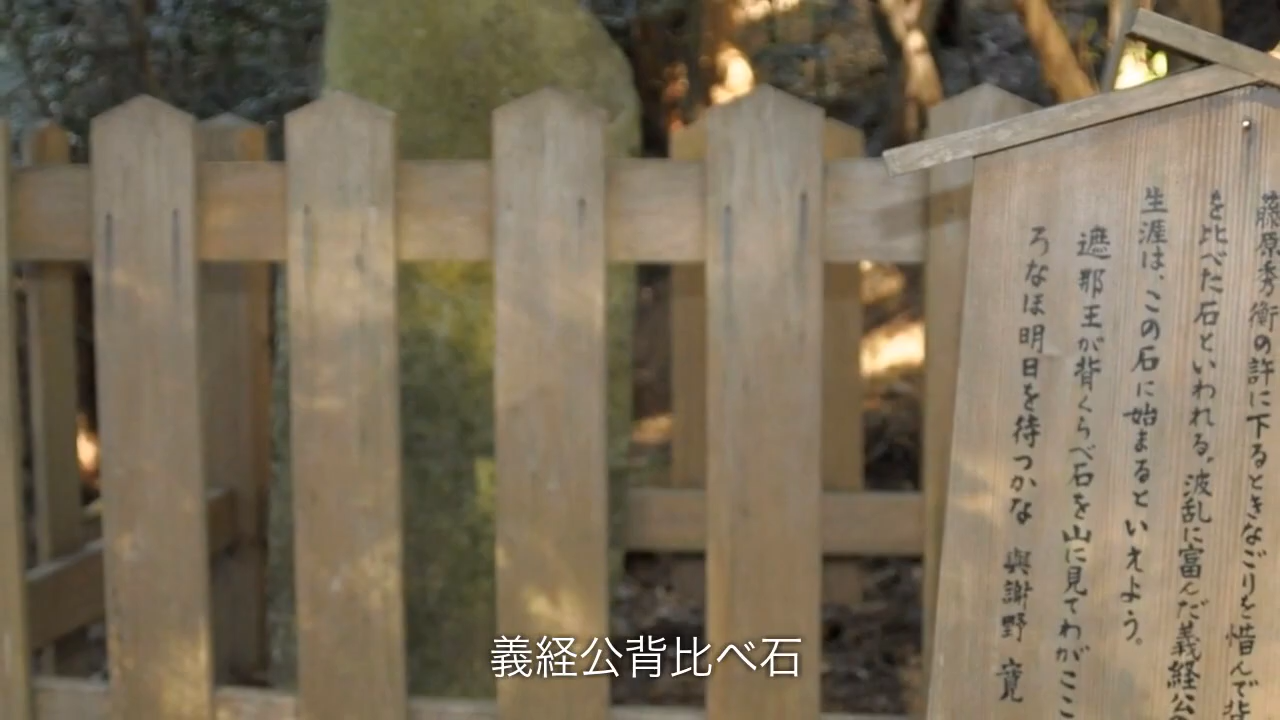 藤原秀衡の許に下るときなごりを惜んで背
を比べた石といわれる。波乱に富んだ義経公
生涯は、この石に始まるといえよう。
遮那王が背くらべ石を山に見てわがここ
ろなほ明日を待つかな 與謝野 寛
義経公背比べ石